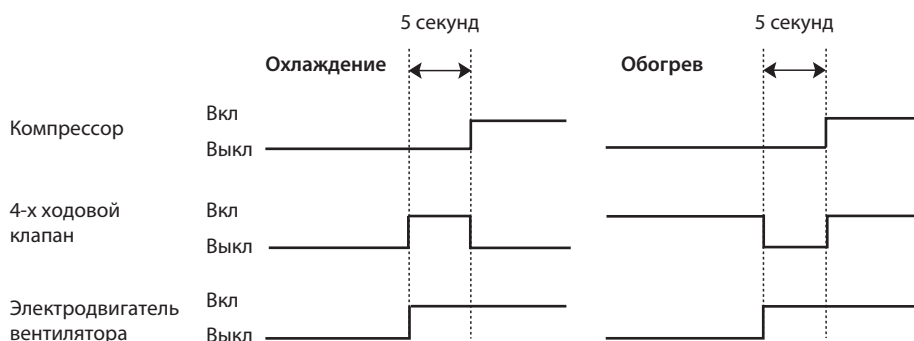 5 секунд 5 секунд
Охлаждение Обогрев
Компрессор
Вкл
Выкл
4-х ходовой
клапан
Вкл
Выкл
Электродвигатель
вентилятора
Вкл
Выкл